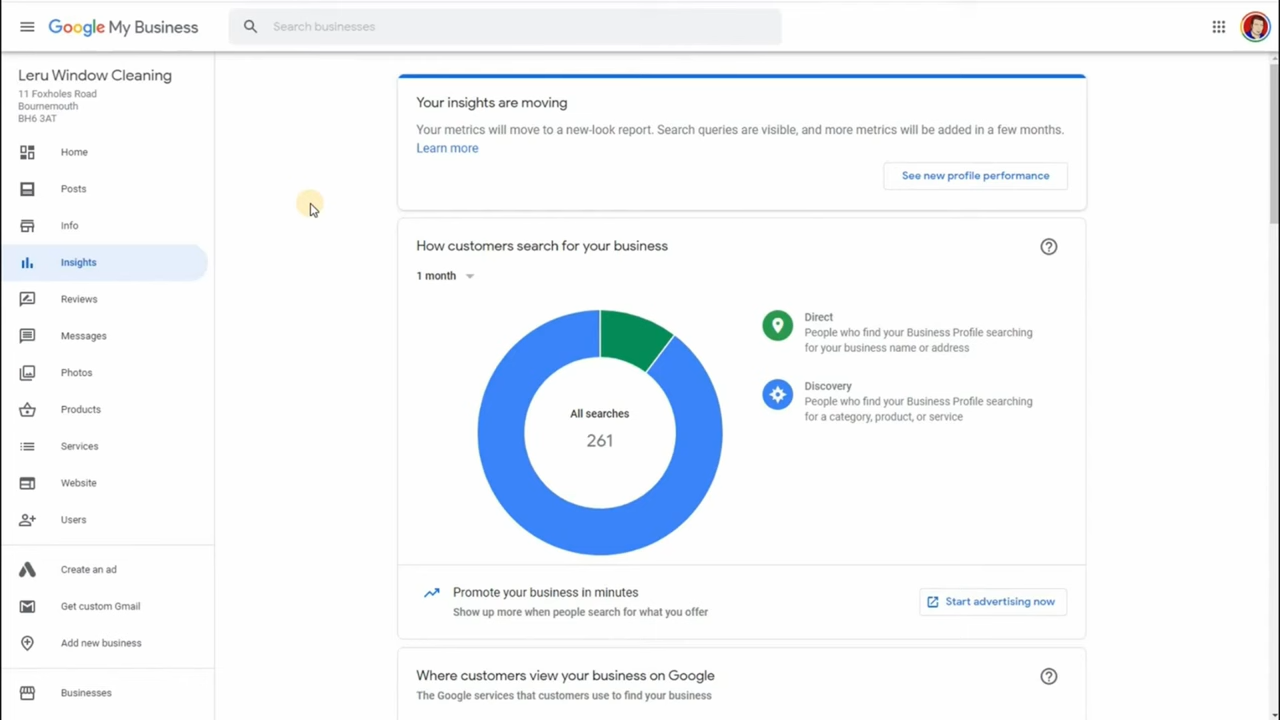 Google My Business
Search businesses
Leru Window Cleaning
11 Foxholes Road
Bournemouth
BH6 3AT
Home
Posts
Info
Insights
Reviews
Messages
Photos
Products
Services
Website
Users
Create an ad
Get custom Gmail
Add new business
Businesses
Your insights are moving
Your metrics will move to a new-look report. Search queries are visible, and more metrics will be added in a few months.
Learn more
See new profile performance
How customers search for your business
1 month
All searches
261
Direct
People who find your Business Profile searching
for your business name or address
Discovery
People who find your Business Profile searching
for a category, product, or service
Promote your business in minutes
Show up more when people search for what you offer
Start advertising now
Where customers view your business on Google
The Google services that customers use to find your business